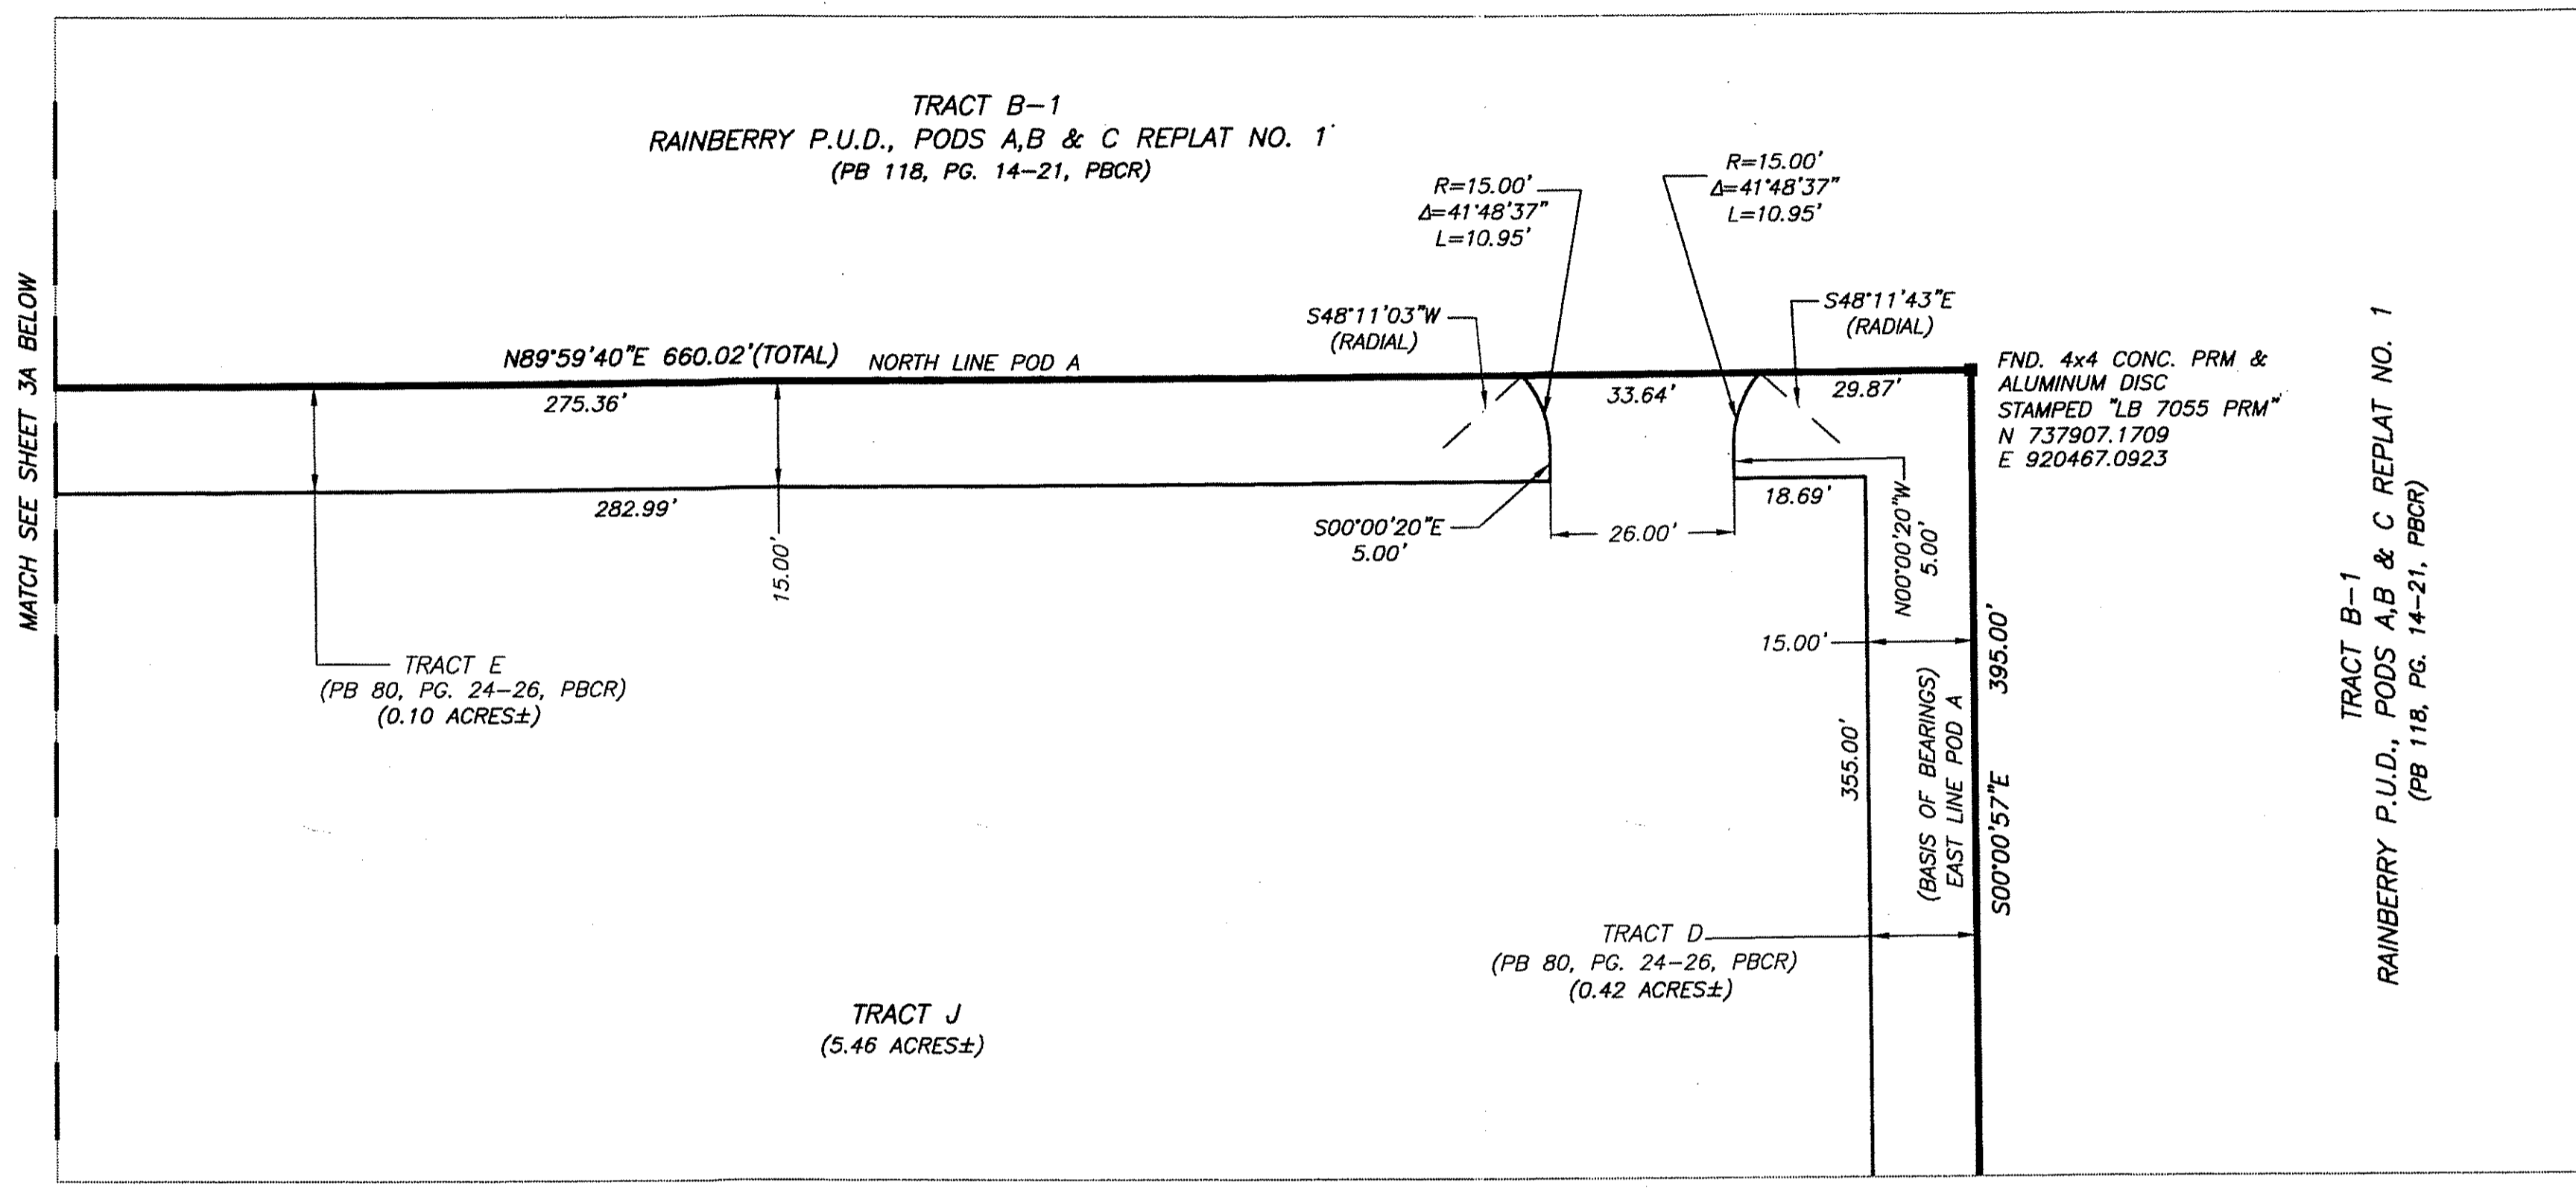 TRACT B-1
RAINBERRY P.U.D., PODS A,B & C REPLAT NO. 1
(PB 118, PG. 14-21, PBCR)
R=15.00'
Δ=41°48'37"
L=10.95'
R=15.00'
Δ=41°48'37"
L=10.95'
S48°11'03"W
(RADIAL)
S48°11'43"E
(RADIAL)
MATCH SEE SHEET 3A BELOW
N89°59'40"E 660.02'(TOTAL)
NORTH LINE POD A
275.36'
33.64'
29.87'
FND. 4x4 CONC. PRM &
ALUMINUM DISC
STAMPED "LB 7055 PRM"
N 737907.1709
E 920467.0923
282.99'
15.00'
S00°00'20"E
5.00'
26.00'
18.69'
N00°00'20"W
5.00'
15.00'
TRACT E
(PB 80, PG. 24-26, PBCR)
(0.10 ACRES±)
355.00'
(BASIS OF BEARINGS)
EAST LINE POD A
S00°00'57"E 395.00'
TRACT D
(PB 80, PG. 24-26, PBCR)
(0.42 ACRES±)
TRACT J
(5.46 ACRES±)
TRACT B-1
RAINBERRY P.U.D., PODS A,B & C REPLAT NO. 1
(PB 118, PG. 14-21, PBCR)